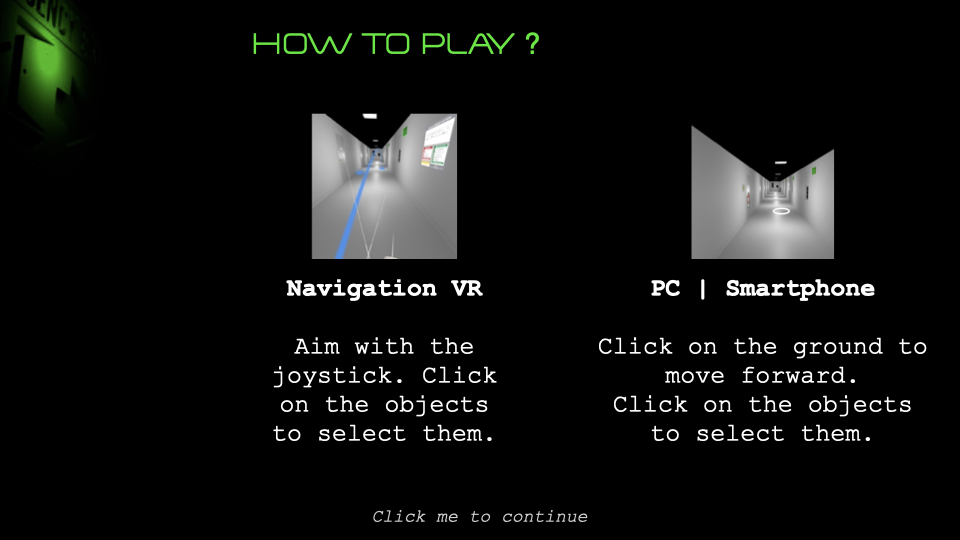 HOW TO PLAY ?
Navigation VR
Aim with the
joystick. Click
on the objects
to select them.
PC | Smartphone
Click on the ground to
move forward.
Click on the objects
to select them.
Click me to continue